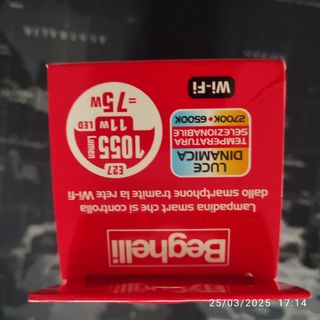 Beghelli
Lampadina smart che si controlla
dallo smartphone tramite la rete Wi-Fi
LUCE
DINAMICA
TEMPERATURA
SELEZIONABILE
2700K 6500K
Wi-Fi
E27
1055
Lumen
11W
LED
=75W
AUSTRALIA
25/03/2025 17:14